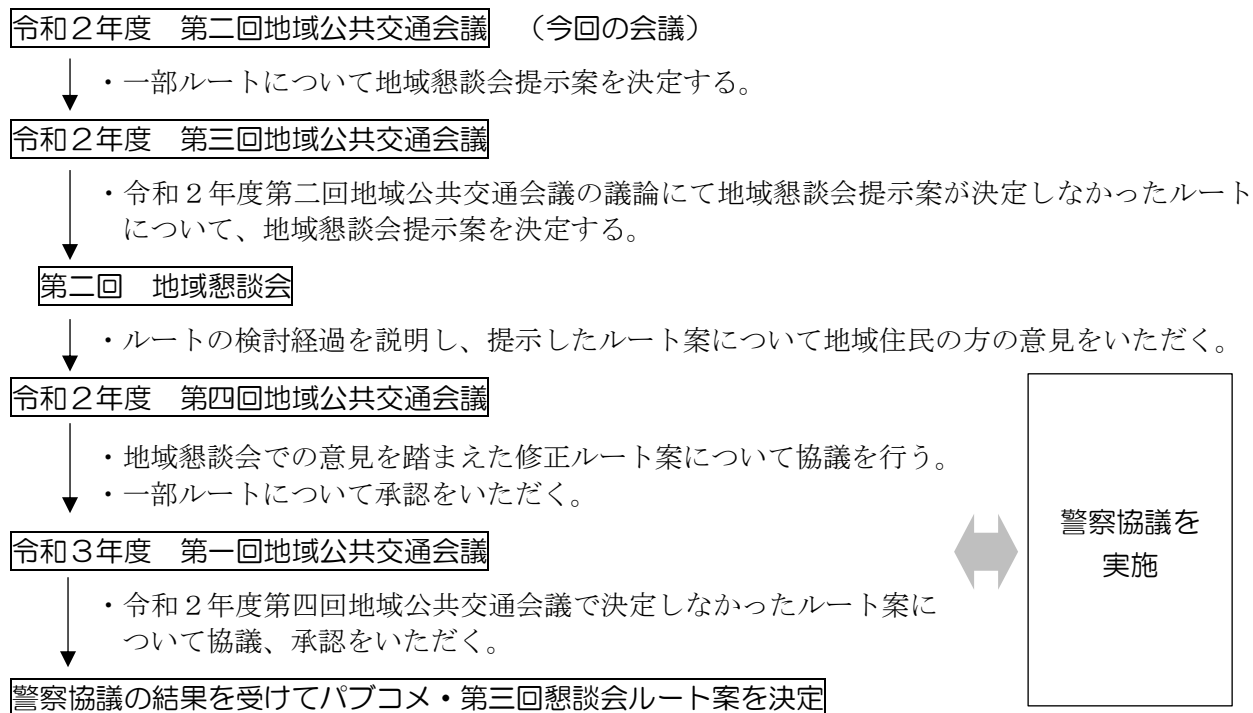 令和２年度　第二回地域公共交通会議　（今回の会議）
・一部ルートについて地域懇談会提示案を決定する。
令和２年度　第三回地域公共交通会議
・令和２年度第二回地域公共交通会議の議論にて地域懇談会提示案が決定しなかったルート
について、地域懇談会提示案を決定する。
第二回　地域懇談会
・ルートの検討経過を説明し、提示したルート案について地域住民の方の意見をいただく。
令和２年度　第四回地域公共交通会議
・地域懇談会での意見を踏まえた修正ルート案について協議を行う。
・一部ルートについて承認をいただく。
令和３年度　第一回地域公共交通会議
・令和２年度第四回地域公共交通会議で決定しなかったルート案に
ついて協議、承認をいただく。
警察協議の結果を受けてパブコメ・第三回懇談会ルート案を決定
警察協議を
実施